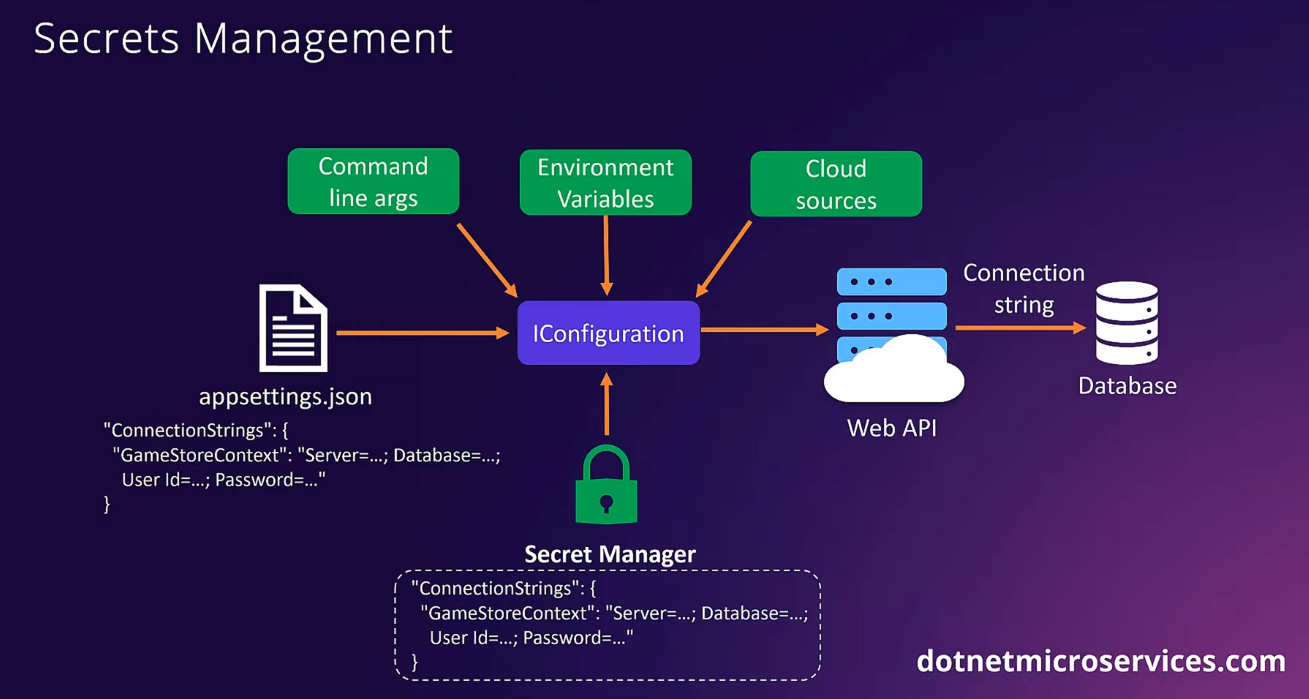 Secrets Management
Command
line args
Environment
Variables
Cloud
sources
IConfiguration
Connection
string
Database
Web API
appsettings.json
"ConnectionStrings": {
"GameStoreContext": "Server=...; Database=...;
User Id=...; Password=..."
}
Secret Manager
"ConnectionStrings": {
"GameStoreContext": "Server=...; Database=...;
User Id=...; Password=..."
}
dotnetmicroservices.com